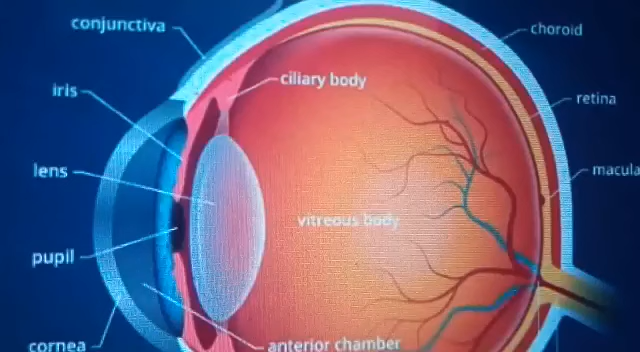 conjunctiva
choroid
iris
ciliary body
retina
lens
macula
vitreous body
pupil
cornea
anterior chamber